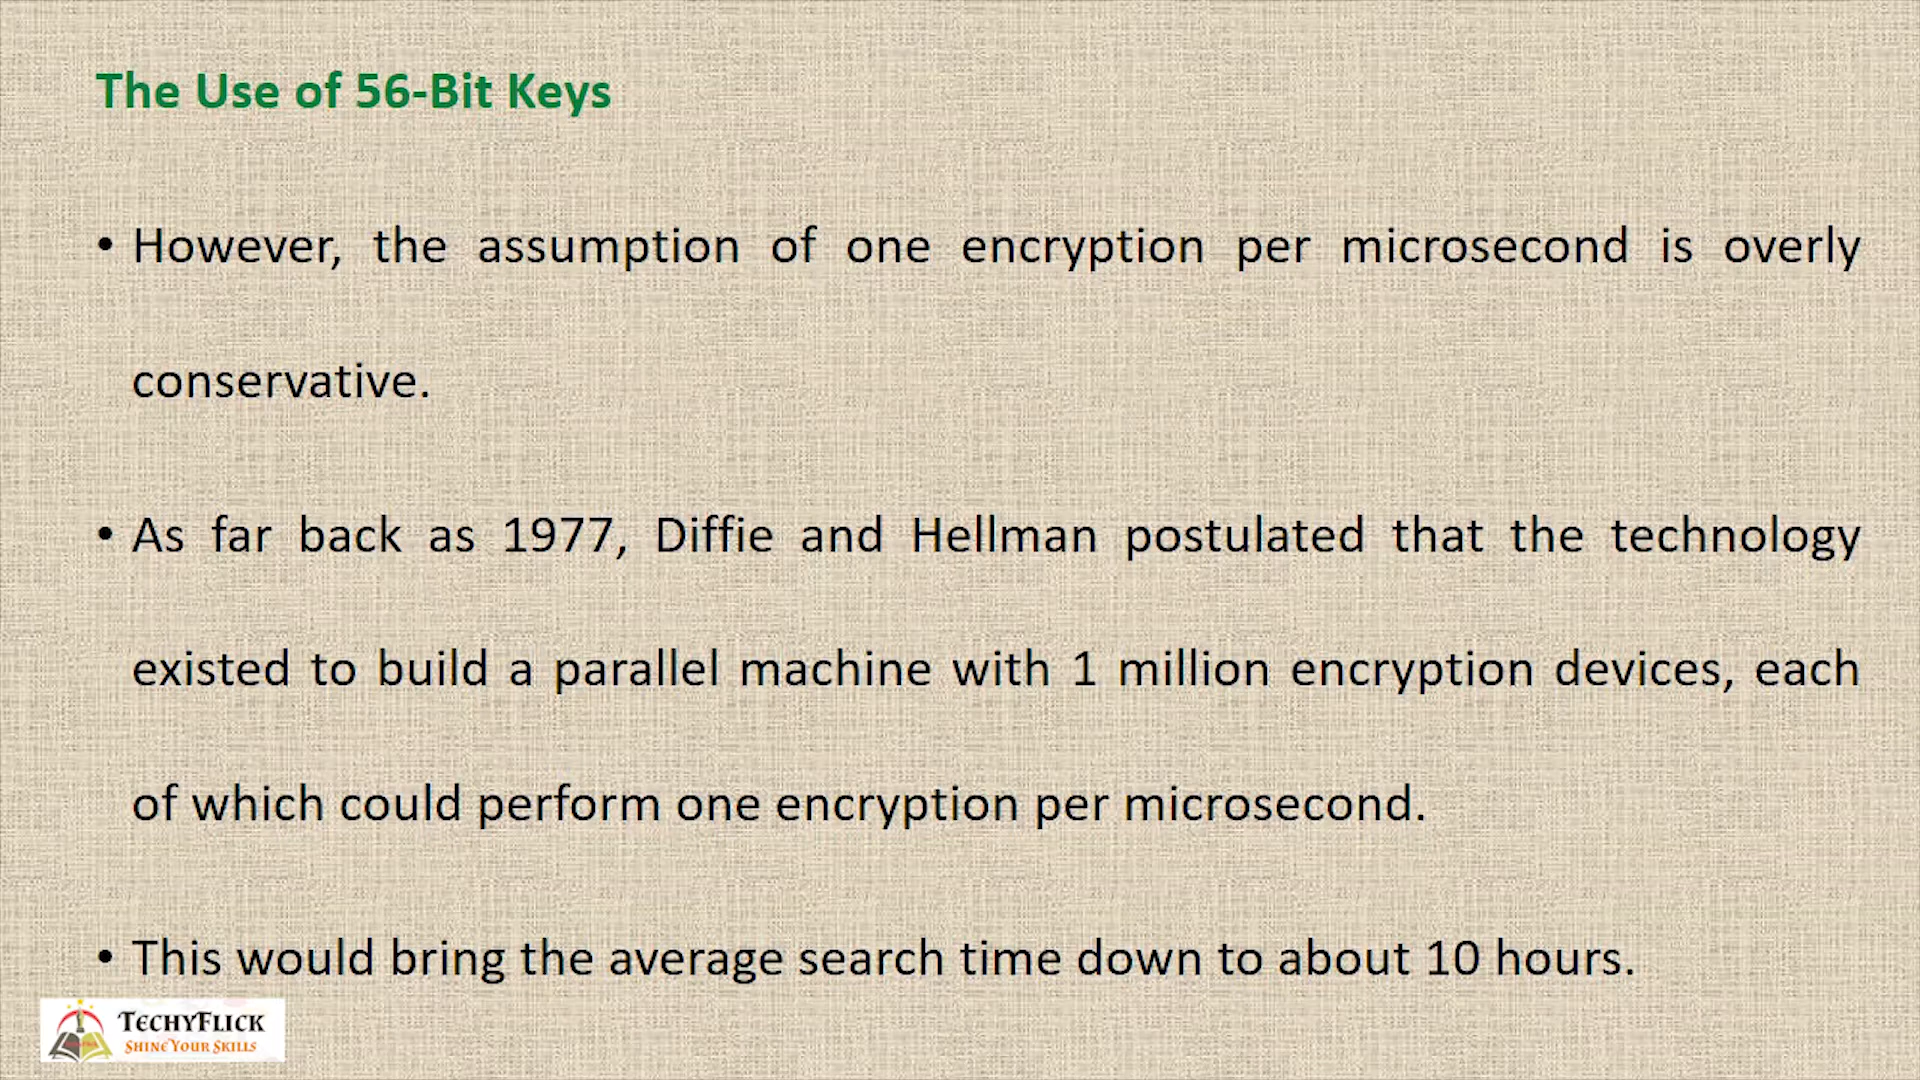 The Use of 56-Bit Keys
• However, the assumption of one encryption per microsecond is overly
conservative.
• As far back as 1977, Diffie and Hellman postulated that the technology
existed to build a parallel machine with 1 million encryption devices, each
of which could perform one encryption per microsecond.
• This would bring the average search time down to about 10 hours.
TECHYFLICK
SHINE YOUR SKILLS